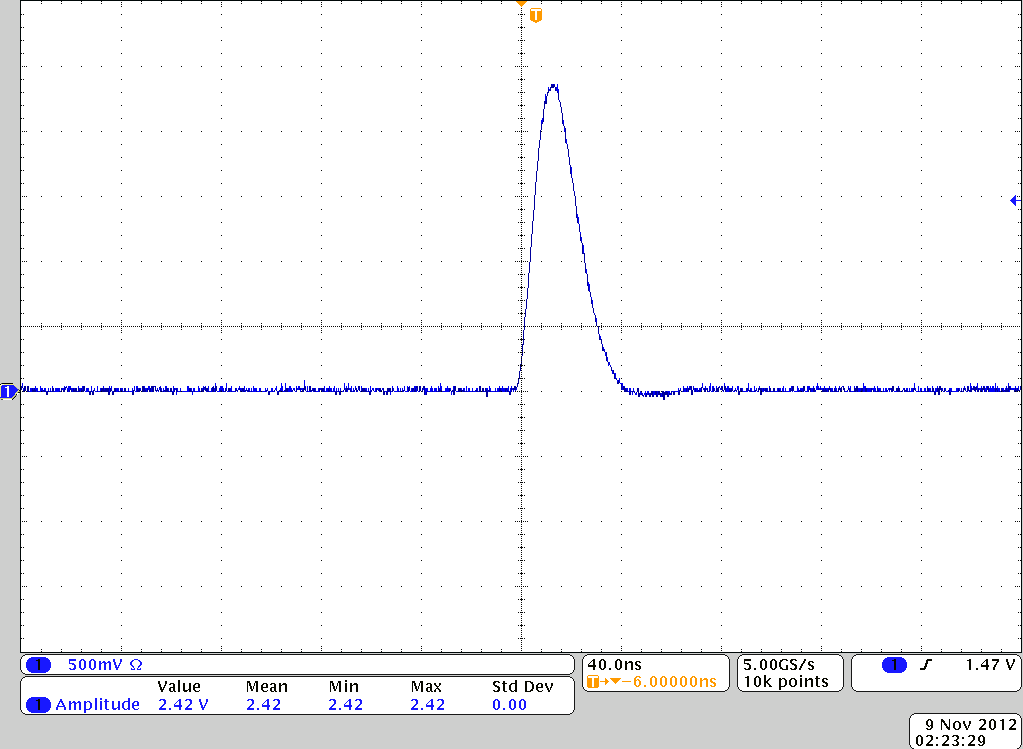 T
1
1 500mV Ω
Value Mean Min Max Std Dev
1 Amplitude 2.42 V 2.42 2.42 2.42 0.00
40.0ns
T→▼−6.00000ns
5.00GS/s
10k points
1 ʃ 1.47 V
9 Nov 2012
02:23:29